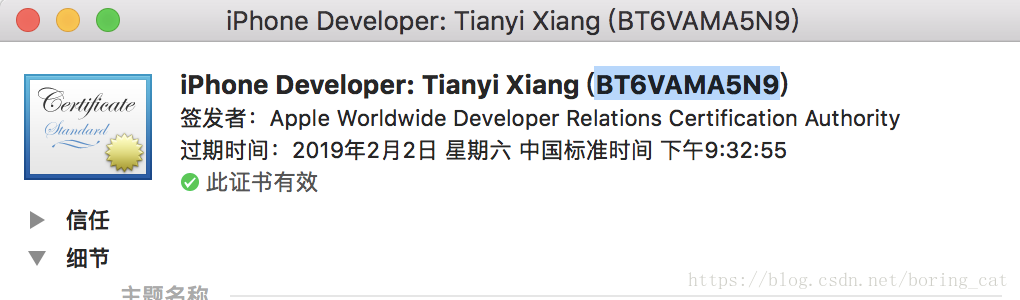 iPhone Developer: Tianyi Xiang (BT6VAMA5N9)
Certificate
Standard
iPhone Developer: Tianyi Xiang (BT6VAMA5N9)
签发者：Apple Worldwide Developer Relations Certification Authority
过期时间：2019年2月2日 星期六 中国标准时间 下午9:32:55
此证书有效
信任
细节
主题名称
https://blog.csdn.net/boring_cat